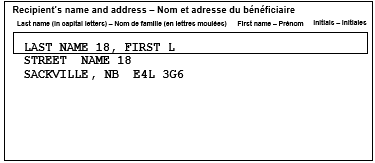 Recipient's name and address – Nom et adresse du bénéficiaire
Last name (in capital letters) – Nom de famille (en lettres moulées) First name – Prénom Initials – Initiales
LAST NAME 18, FIRST L
STREET NAME 18
SACKVILLE, NB E4L 3G6